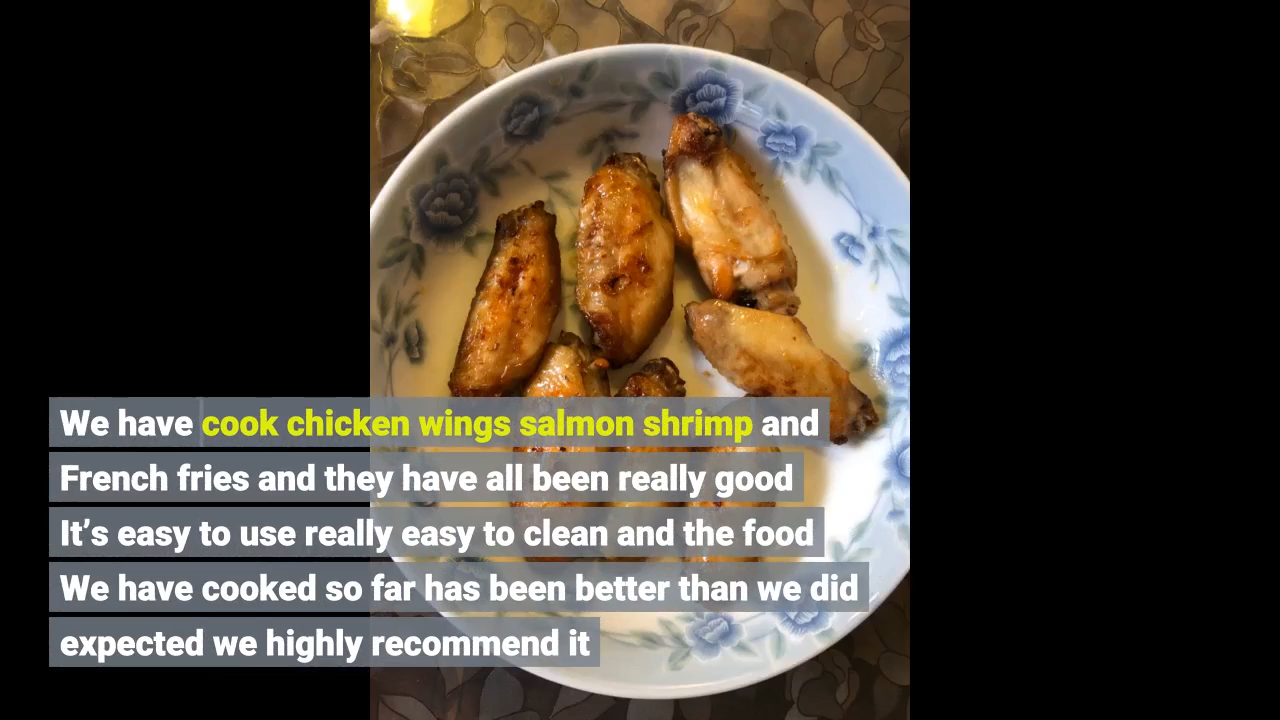 We have cook chicken wings salmon shrimp and
French fries and they have all been really good
It’s easy to use really easy to clean and the food
We have cooked so far has been better than we did
expected we highly recommend it